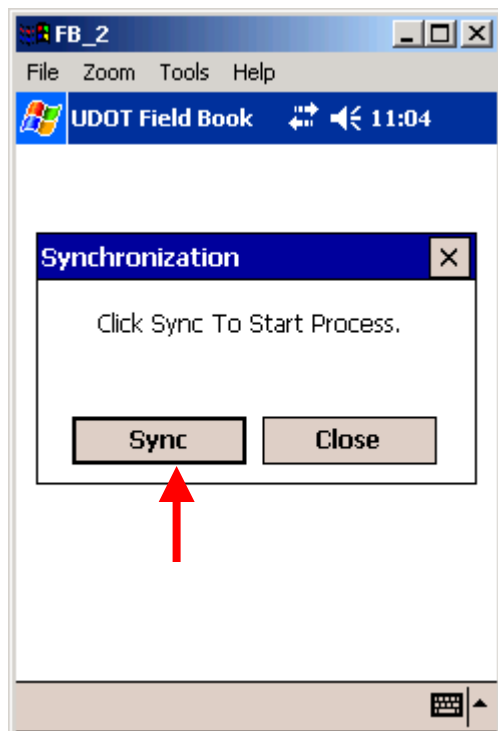 FB_2
File Zoom Tools Help
UDOT Field Book 11:04
Synchronization
Click Sync To Start Process.
Sync Close